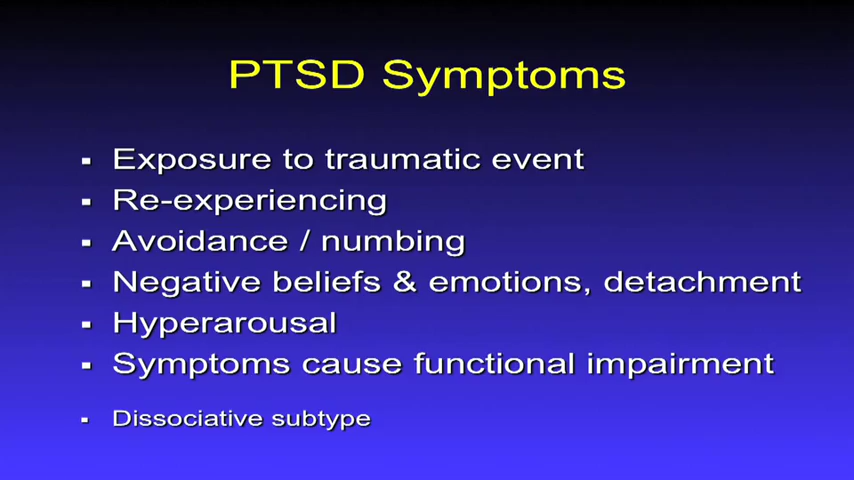 PTSD Symptoms
▪ Exposure to traumatic event
▪ Re-experiencing
▪ Avoidance / numbing
▪ Negative beliefs & emotions, detachment
▪ Hyperarousal
▪ Symptoms cause functional impairment
▪ Dissociative subtype